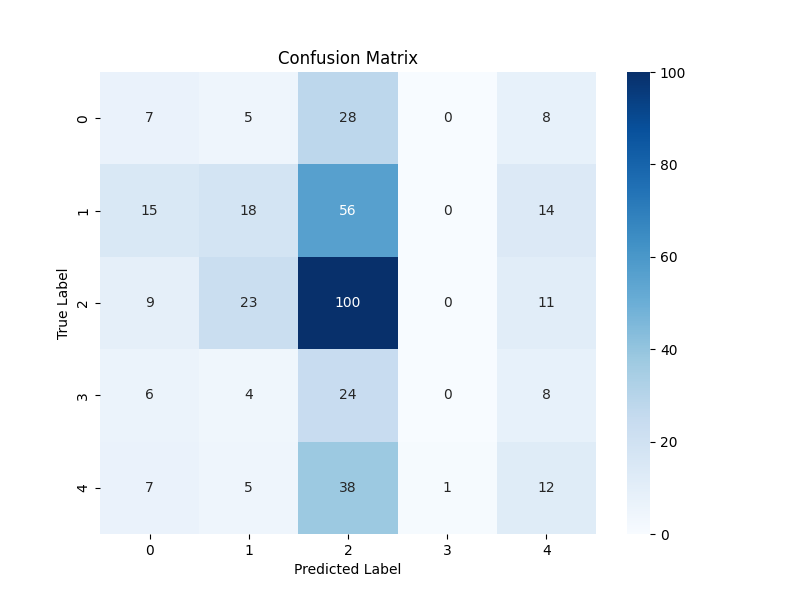 Confusion Matrix
True Label
0 7 5 28 0 8
1 15 18 56 0 14
2 9 23 100 0 11
3 6 4 24 0 8
4 7 5 38 1 12
0 1 2 3 4
Predicted Label
100
80
60
40
20
0